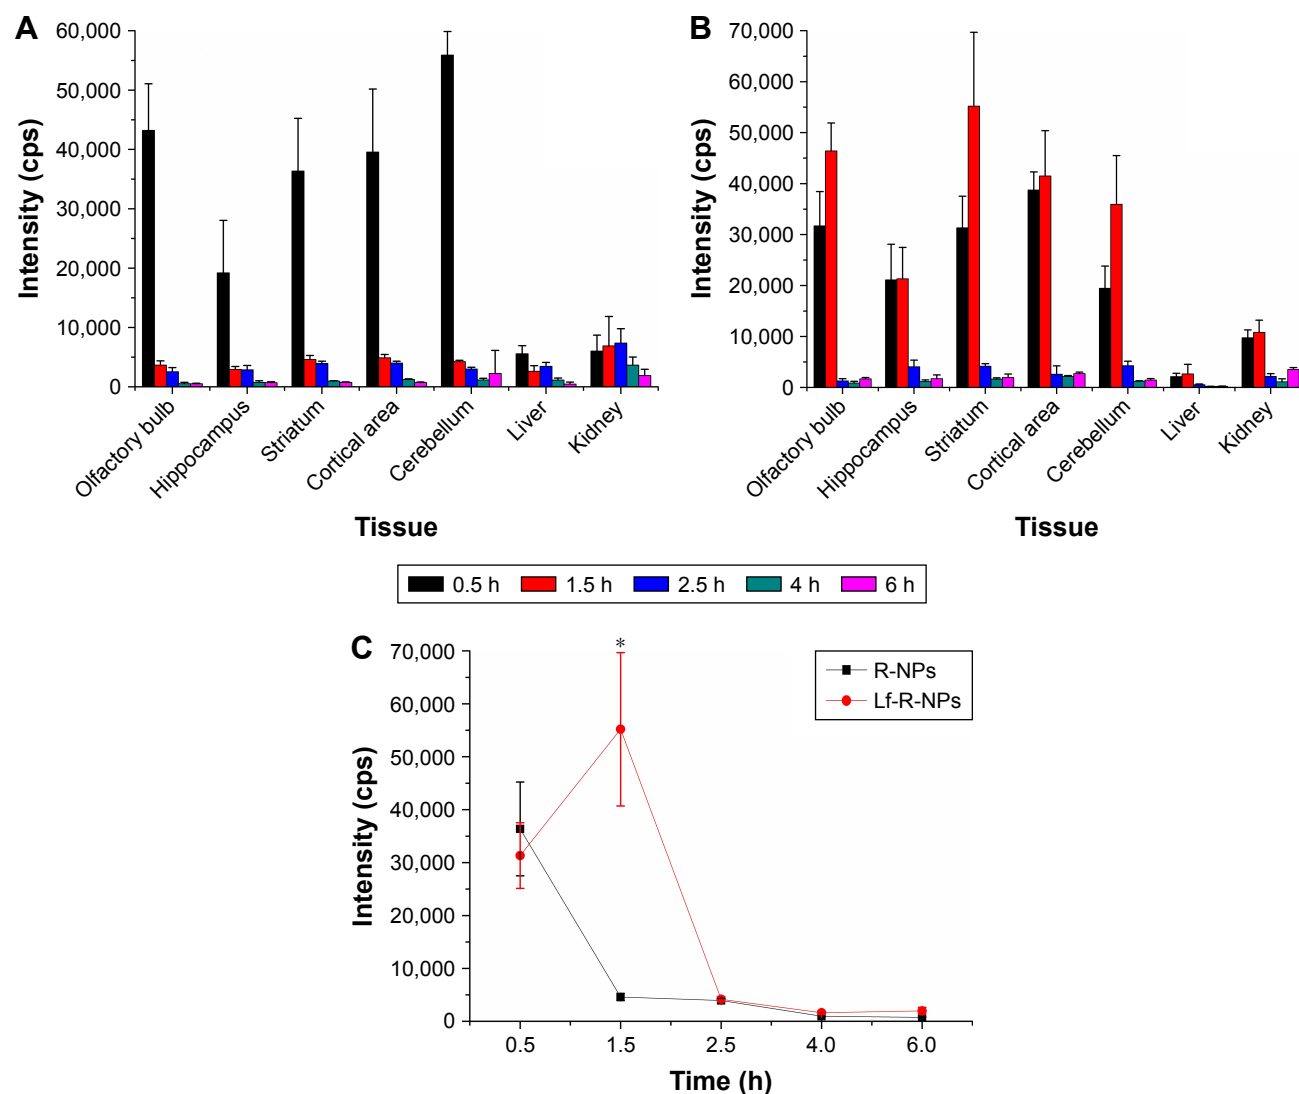 A
60,000
50,000
40,000
30,000
20,000
10,000
0
Intensity (cps)
Olfactory bulb
Hippocampus
Striatum
Cortical area
Cerebellum
Liver
Kidney
Tissue
B
70,000
60,000
50,000
40,000
30,000
20,000
10,000
0
Intensity (cps)
Olfactory bulb
Hippocampus
Striatum
Cortical area
Cerebellum
Liver
Kidney
Tissue
0.5 h 1.5 h 2.5 h 4 h 6 h
C
70,000
60,000
50,000
40,000
30,000
20,000
10,000
0
Intensity (cps)
*
R-NPs
Lf-R-NPs
0.5 1.5 2.5 4.0 6.0
Time (h)